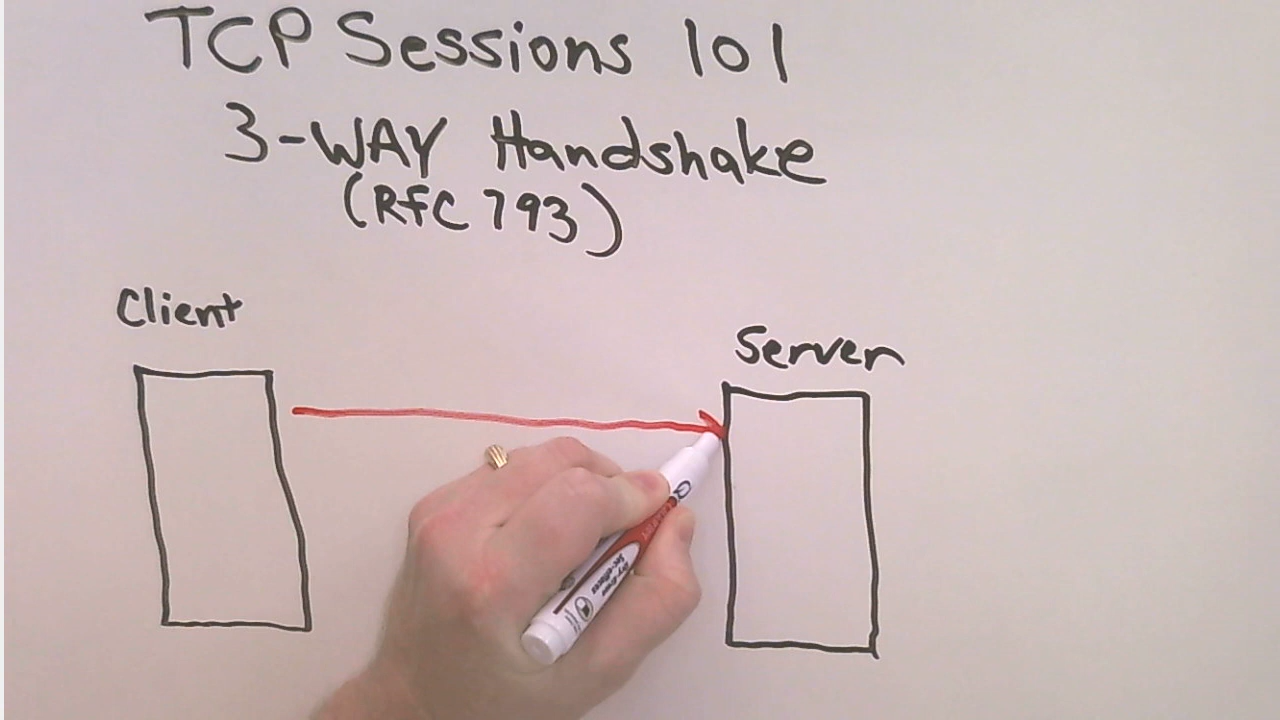 TCP Sessions 101
3-WAY Handshake
(RFC 793)
Client
Server